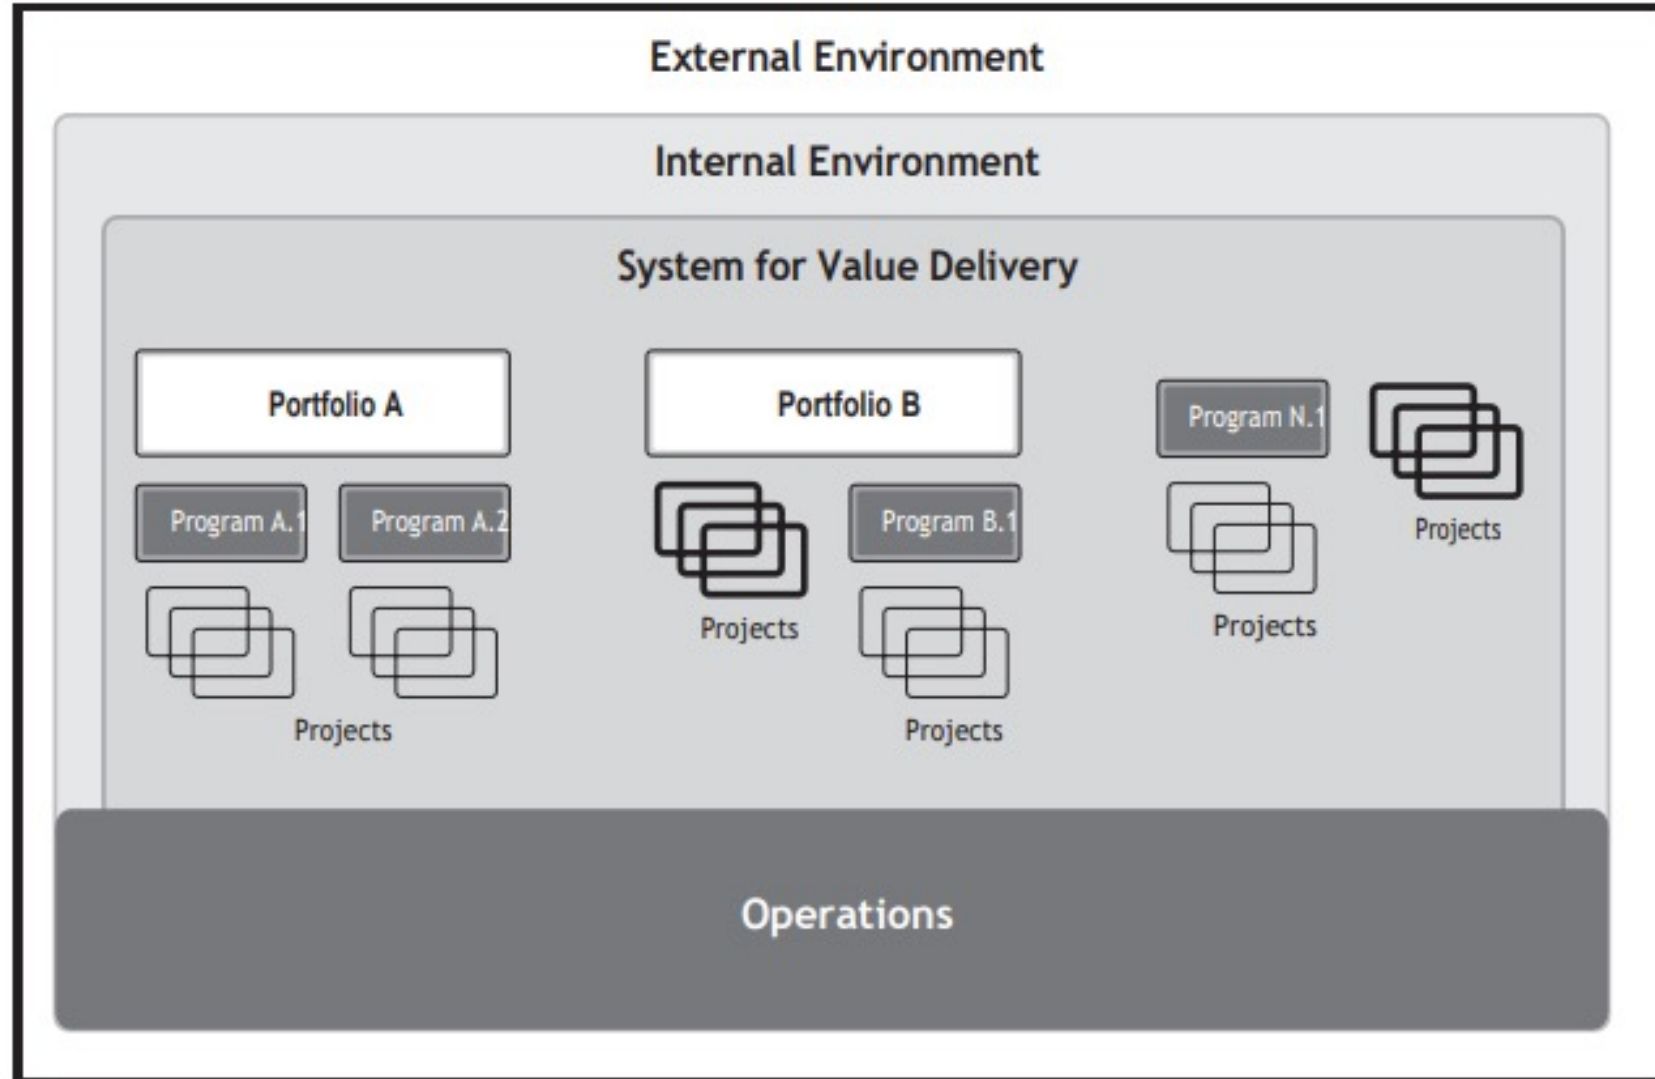 External Environment
Internal Environment
System for Value Delivery
Portfolio A
Portfolio B
Program N.1
Projects
Program A.1
Program A.2
Program B.1
Projects
Projects
Projects
Projects
Operations